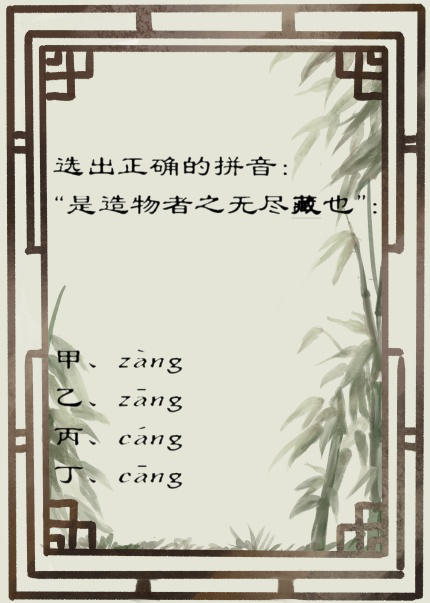 选出正确的拼音:
“是造物者之无尽藏也”:
甲、zàng
乙、zāng
丙、cáng
丁、cāng